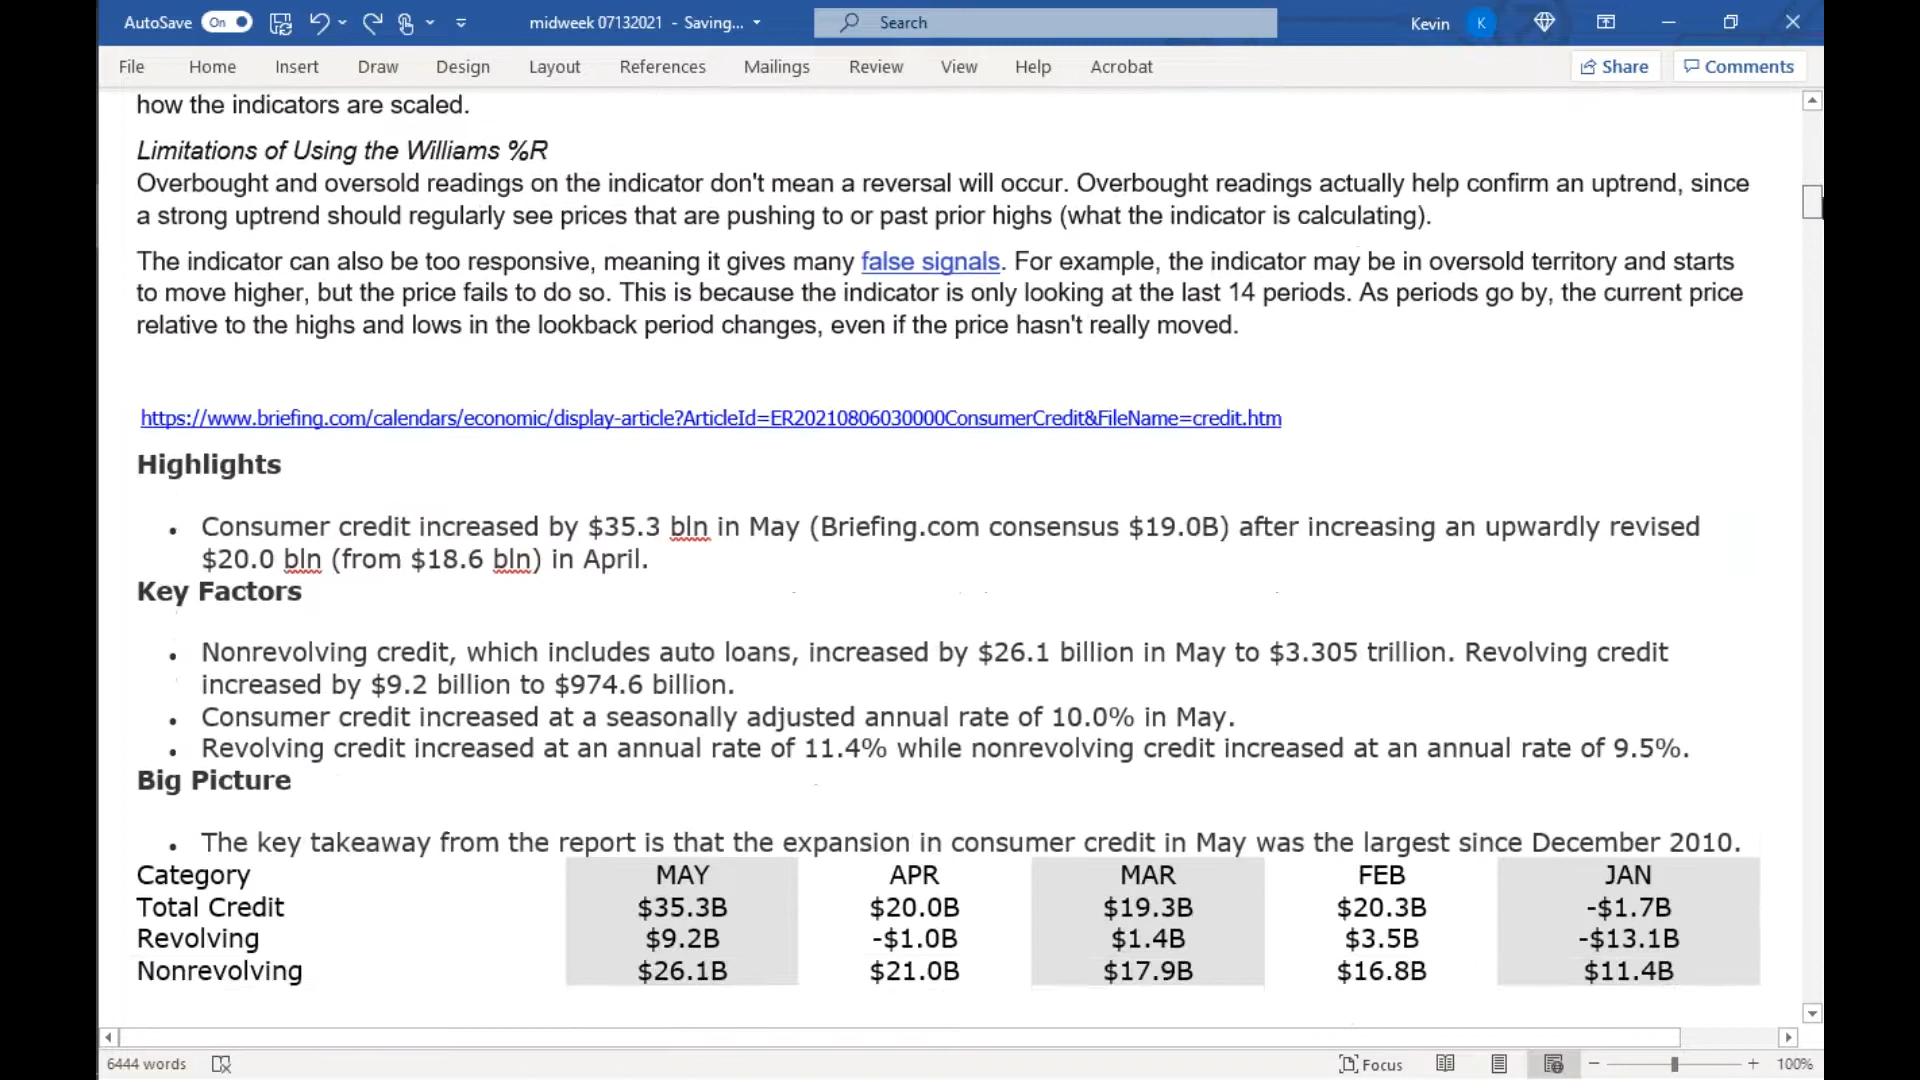 AutoSave On midweek 07132021 - Saving... Search Kevin K
File Home Insert Draw Design Layout References Mailings Review View Help Acrobat Share Comments
how the indicators are scaled.
Limitations of Using the Williams %R
Overbought and oversold readings on the indicator don't mean a reversal will occur. Overbought readings actually help confirm an uptrend, since
a strong uptrend should regularly see prices that are pushing to or past prior highs (what the indicator is calculating).
The indicator can also be too responsive, meaning it gives many false signals. For example, the indicator may be in oversold territory and starts
to move higher, but the price fails to do so. This is because the indicator is only looking at the last 14 periods. As periods go by, the current price
relative to the highs and lows in the lookback period changes, even if the price hasn't really moved.
https://www.briefing.com/calendars/economic/display-article?ArticleId=ER20210806030000ConsumerCredit&FileName=credit.htm
Highlights
• Consumer credit increased by $35.3 bln in May (Briefing.com consensus $19.0B) after increasing an upwardly revised
$20.0 bln (from $18.6 bln) in April.
Key Factors
• Nonrevolving credit, which includes auto loans, increased by $26.1 billion in May to $3.305 trillion. Revolving credit
increased by $9.2 billion to $974.6 billion.
• Consumer credit increased at a seasonally adjusted annual rate of 10.0% in May.
• Revolving credit increased at an annual rate of 11.4% while nonrevolving credit increased at an annual rate of 9.5%.
Big Picture
• The key takeaway from the report is that the expansion in consumer credit in May was the largest since December 2010.
Category MAY APR MAR FEB JAN
Total Credit $35.3B $20.0B $19.3B $20.3B -$1.7B
Revolving $9.2B -$1.0B $1.4B $3.5B -$13.1B
Nonrevolving $26.1B $21.0B $17.9B $16.8B $11.4B
6444 words Focus 100%